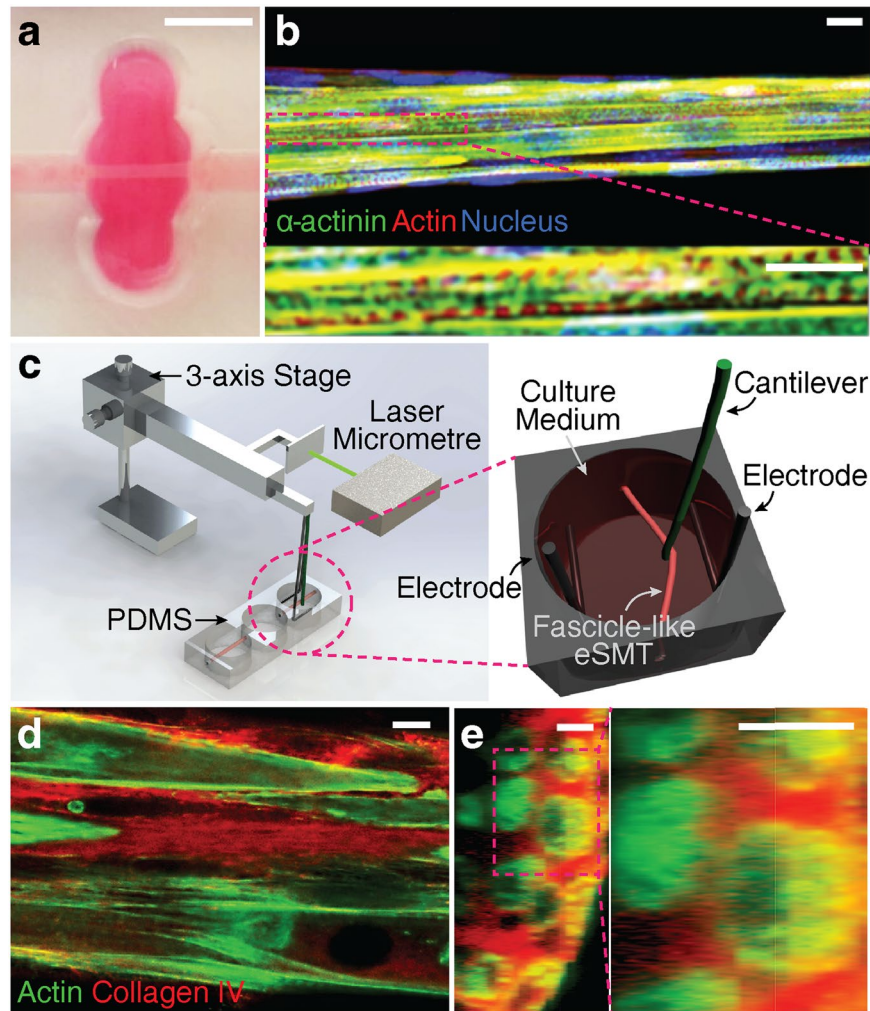 a
b
α-actinin Actin Nucleus
c
3-axis Stage
Laser
Micrometre
PDMS
Culture
Medium
Cantilever
Electrode
Electrode
Fascicle-like
eSMT
d
Actin Collagen IV
e